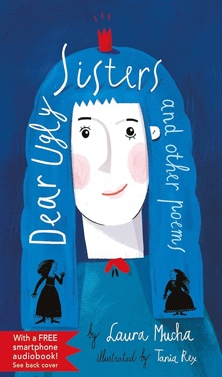 Dear Ugly
Sisters
and other poems
by Laura Mucha
illustrated by Tania Rex
With a FREE
smartphone
audiobook!
See back cover